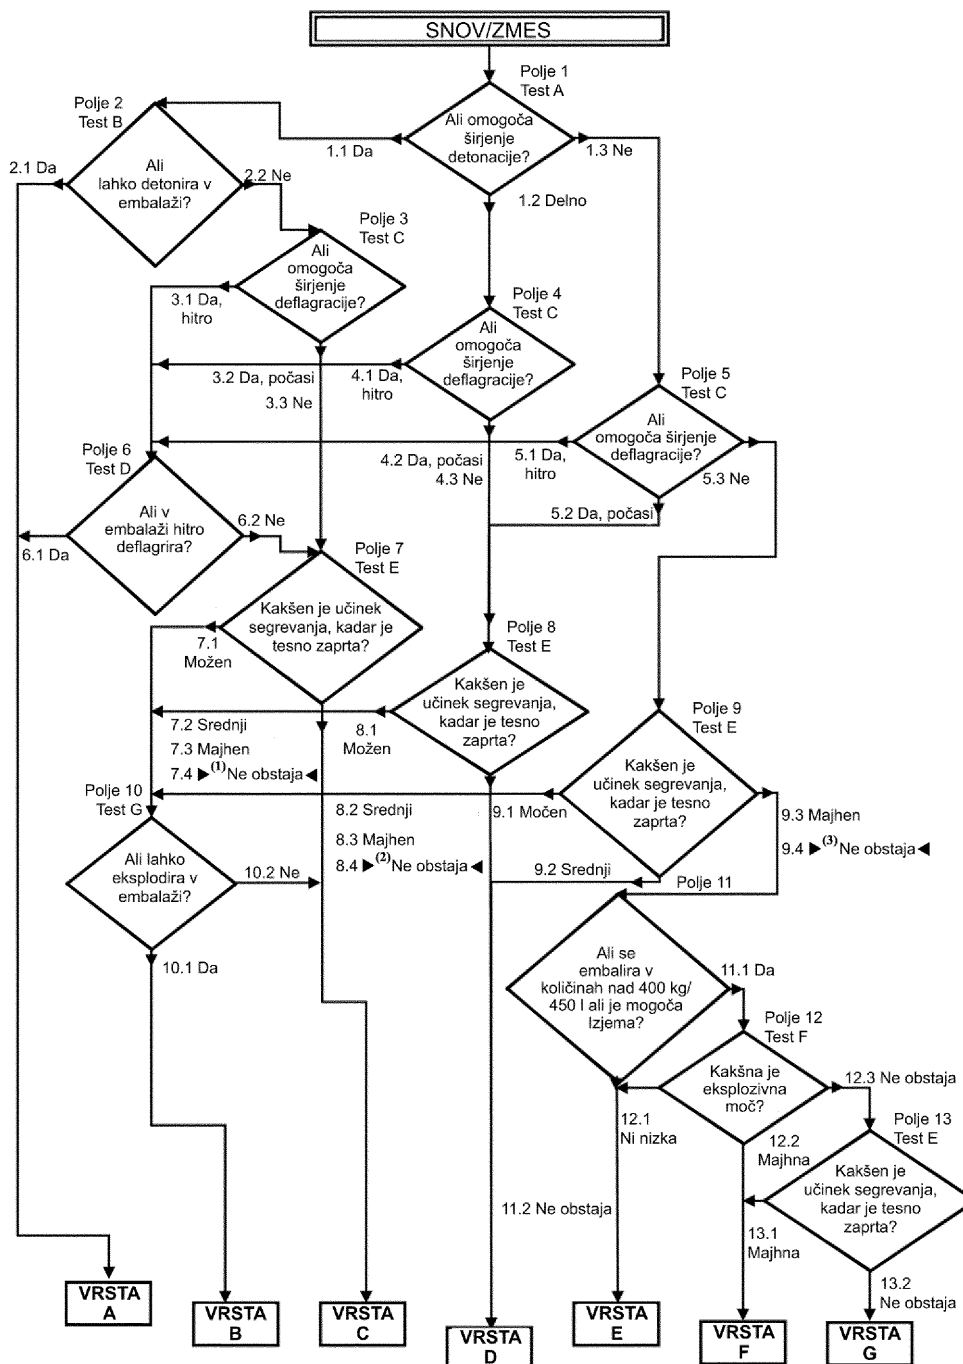 SNOV/ZMES
Polje 1
Test A
Ali omogoča
širjenje
detonacije?
1.1 Da
1.3 Ne
1.2 Delno
Polje 2
Test B
Ali
lahko detonira v
embalaži?
2.1 Da
2.2 Ne
Polje 3
Test C
Ali
omogoča
širjenje
deflagracije?
3.1 Da,
hitro
3.2 Da, počasi
3.3 Ne
Polje 4
Test C
Ali
omogoča
širjenje
deflagracije?
4.1 Da,
hitro
4.2 Da, počasi
4.3 Ne
Polje 5
Test C
Ali
omogoča širjenje
deflagracije?
5.1 Da,
hitro
5.3 Ne
5.2 Da, počasi
Polje 6
Test D
Ali v
embalaži hitro
deflagrira?
6.1 Da
6.2 Ne
Polje 7
Test E
Kakšen je učinek
segrevanja, kadar je
tesno zaprta?
7.1
Možen
7.2 Srednji
7.3 Majhen
7.4 ►(1)Ne obstaja ◄
Polje 8
Test E
Kakšen je
učinek segrevanja,
kadar je tesno
zaprta?
8.1
Možen
8.2 Srednji
8.3 Majhen
8.4 ►(2)Ne obstaja ◄
Polje 9
Test E
Kakšen je
učinek segrevanja,
kadar je tesno
zaprta?
9.1 Močen
9.2 Srednji
9.3 Majhen
9.4 ►(3)Ne obstaja ◄
Polje 10
Test G
Ali lahko
eksplodira v
embalaži?
10.2 Ne
10.1 Da
Polje 11
Ali se
embalira v
količinah nad 400 kg/
450 l ali je mogoča
Izjema?
11.1 Da
11.2 Ne obstaja
Polje 12
Test F
Kakšna je
eksplozivna
moč?
12.1
Ni nizka
12.2
Majhna
12.3 Ne obstaja
Polje 13
Test E
Kakšen je
učinek segrevanja,
kadar je tesno
zaprta?
13.1
Majhna
13.2
Ne obstaja
VRSTA
A
VRSTA
B
VRSTA
C
VRSTA
D
VRSTA
E
VRSTA
F
VRSTA
G